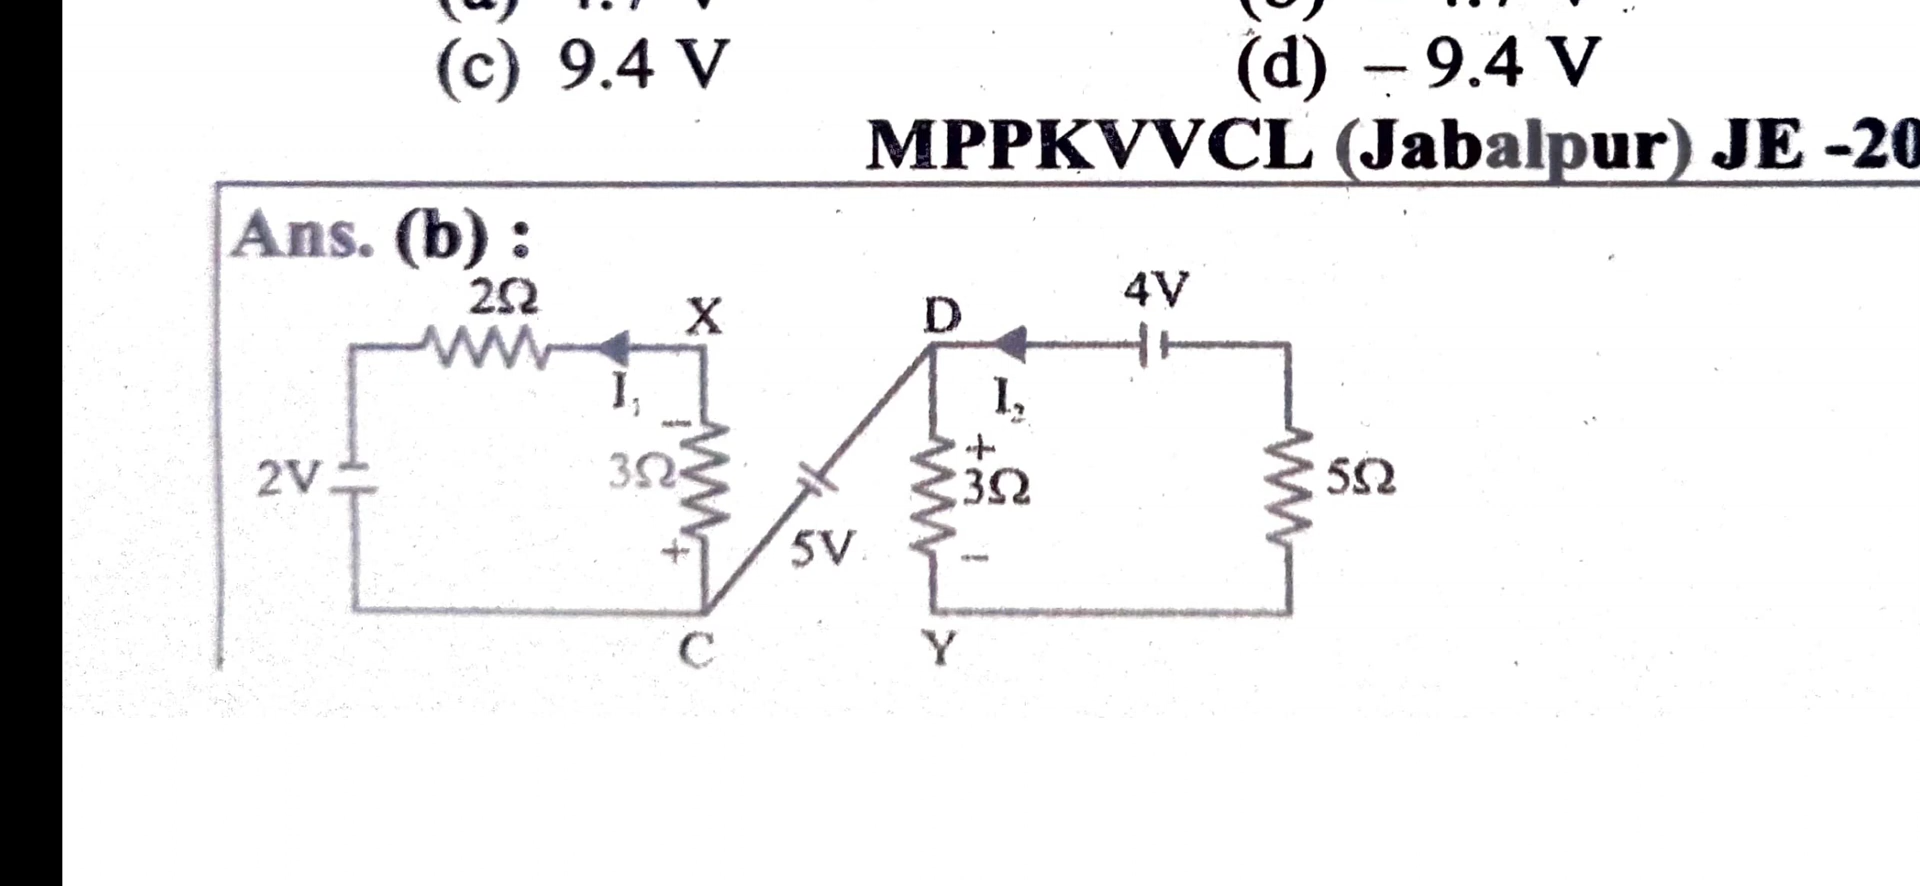 (c) 9.4 V (d) – 9.4 V
MPPKVVCL (Jabalpur) JE -20
Ans. (b) :
2Ω X D 4V
I₁ I₂
2V 3Ω – + 5V + 3Ω – 5Ω
C Y